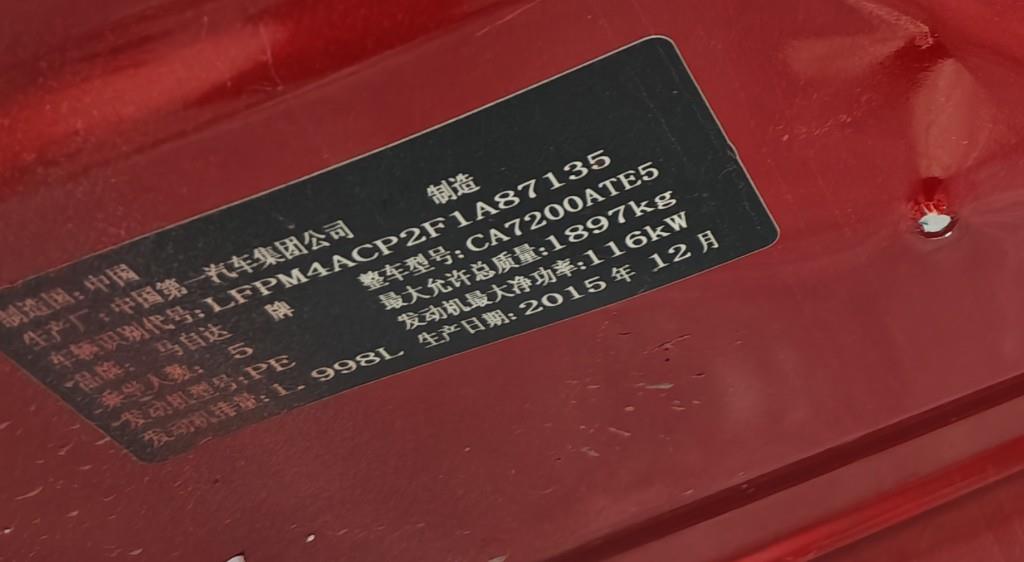 制造国:中国
生产厂:中国第一汽车集团公司 制造
车辆识别代号:LFPM4ACP2F1A87135
品牌: 马自达 牌 整车型号:CA7200ATE5
乘坐人数: 5 最大允许总质量:1897kg
发动机型号:PE 发动机最大净功率:116kW
发动机排量:1.998L 生产日期:2015年 12月